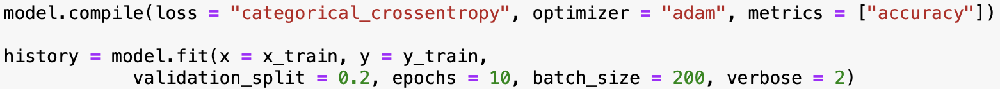 model.compile(loss = "categorical_crossentropy", optimizer = "adam", metrics = ["accuracy"])
history = model.fit(x = x_train, y = y_train,
validation_split = 0.2, epochs = 10, batch_size = 200, verbose = 2)